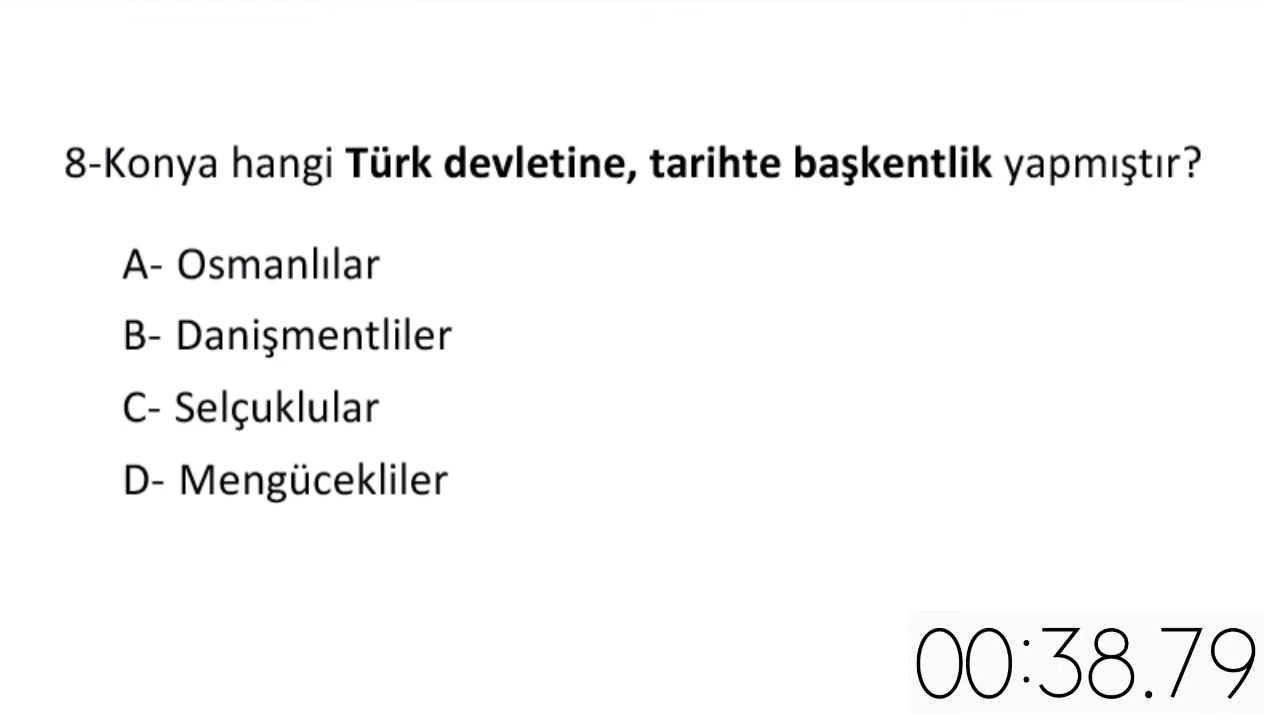 8-Konya hangi Türk devletine, tarihte başkentlik yapmıştır?
A- Osmanlılar
B- Danişmentliler
C- Selçuklular
D- Mengücekliler
00:38.79